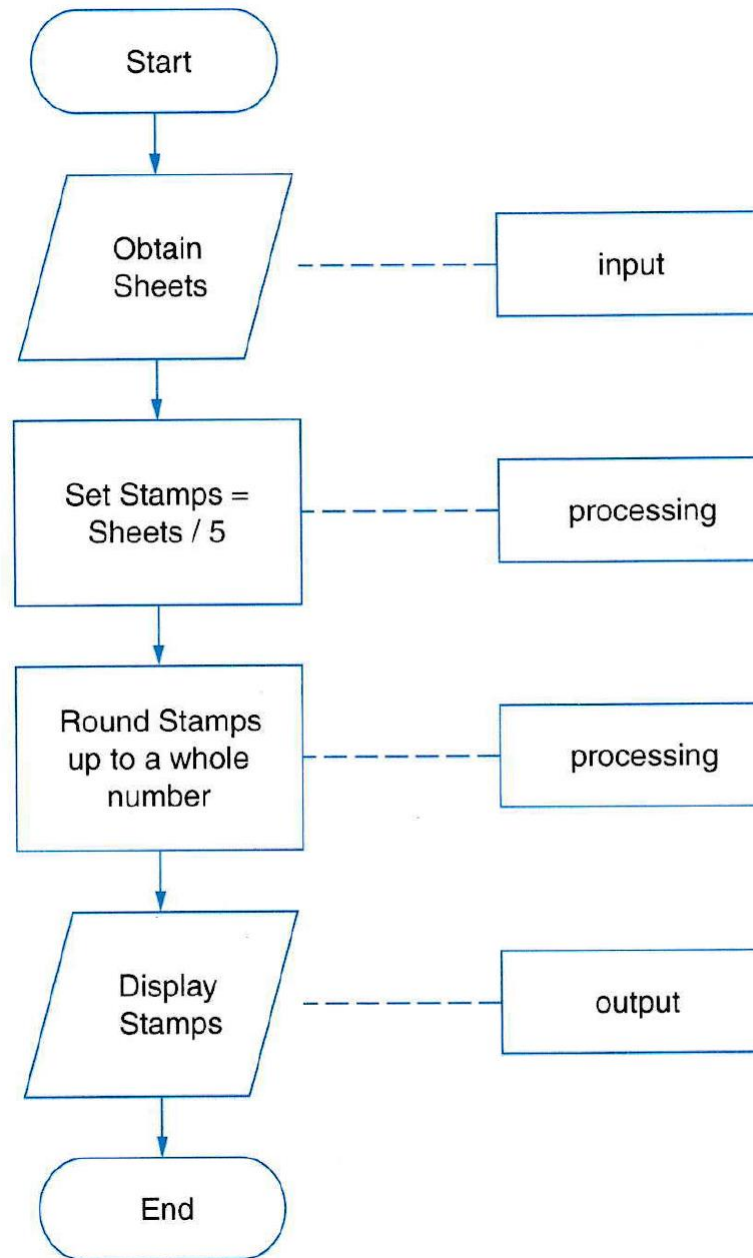 Start
Obtain
Sheets
input
Set Stamps =
Sheets / 5
processing
Round Stamps
up to a whole
number
processing
Display
Stamps
output
End